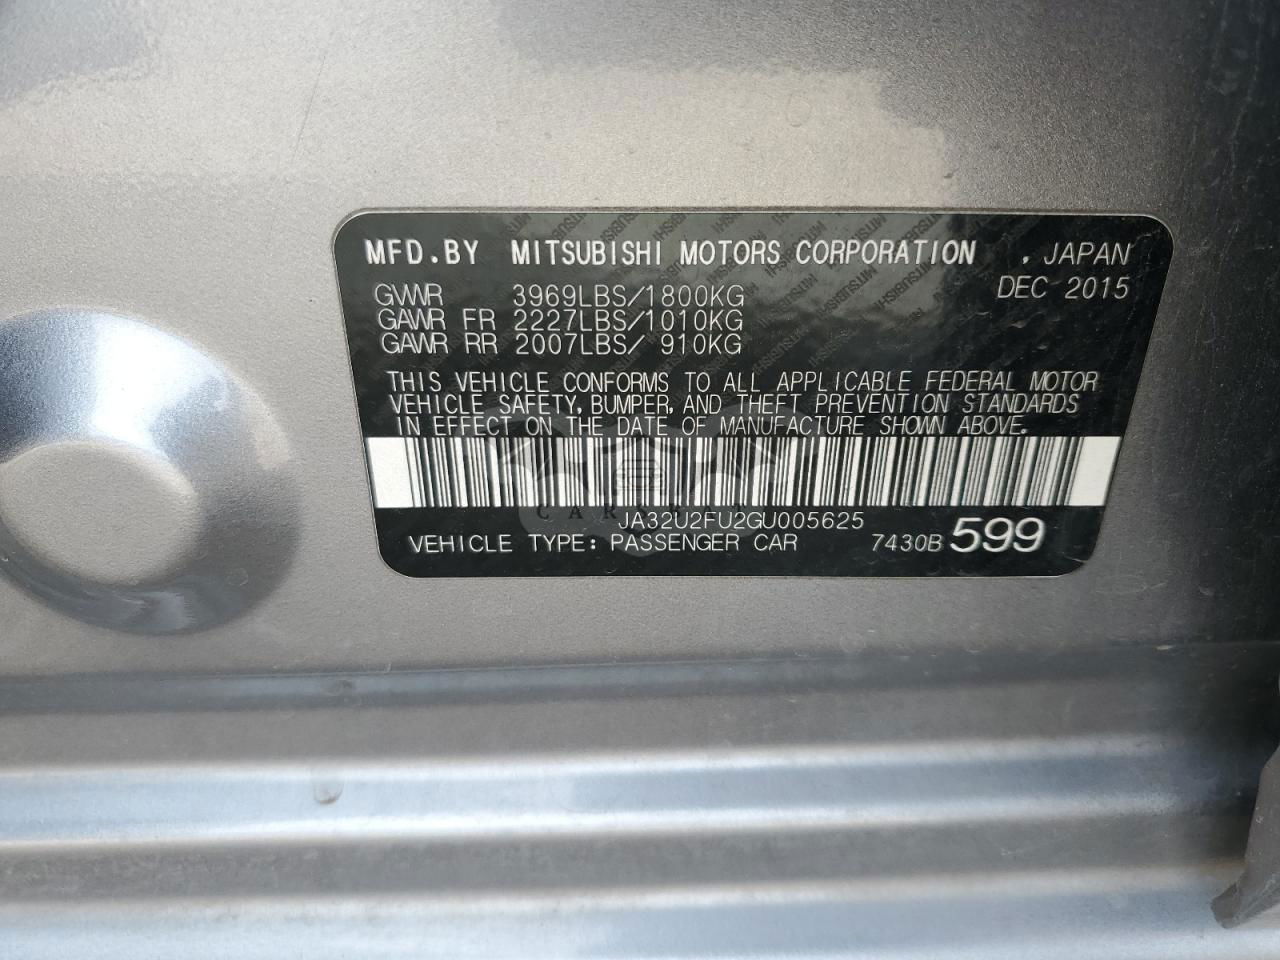 MFD.BY MITSUBISHI MOTORS CORPORATION , JAPAN
GVWR 3969LBS/1800KG DEC 2015
GAWR FR 2227LBS/1010KG
GAWR RR 2007LBS/ 910KG
THIS VEHICLE CONFORMS TO ALL APPLICABLE FEDERAL MOTOR
VEHICLE SAFETY, BUMPER, AND THEFT PREVENTION STANDARDS
IN EFFECT ON THE DATE OF MANUFACTURE SHOWN ABOVE.
JA32U2FU2GU005625
VEHICLE TYPE: PASSENGER CAR 7430B 599